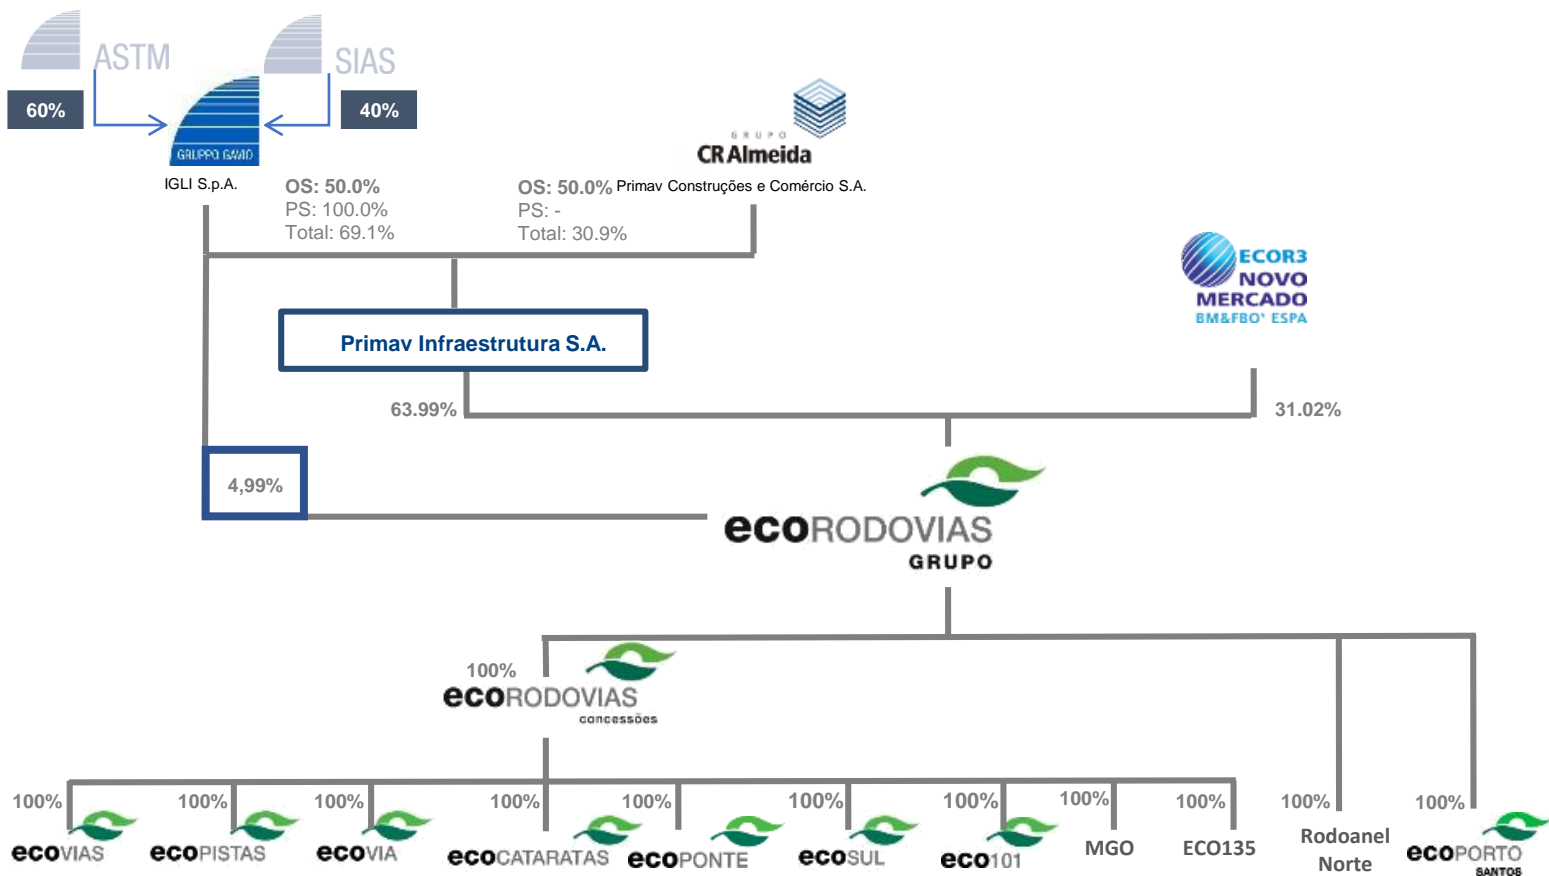 ASTM
SIAS
60%
40%
GRUPPO GAVIO
IGLI S.p.A.
GRUPO
CR Almeida
Primav Construções e Comércio S.A.
OS: 50.0%
PS: 100.0%
Total: 69.1%
OS: 50.0%
PS: -
Total: 30.9%
ECOR3
NOVO
MERCADO
BM&FBO' ESPA
Primav Infraestrutura S.A.
63.99%
31.02%
4,99%
ecoRODOVIAS
GRUPO
100%
ecoRODOVIAS
concessões
100%
100%
100%
100%
100%
100%
100%
100%
100%
100%
100%
ecoVIAS
ecoPISTAS
ecoVIA
ecoCATARATAS
ecoPONTE
ecoSUL
eco101
MGO
ECO135
Rodoanel
Norte
ecoPORTO
SANTOS